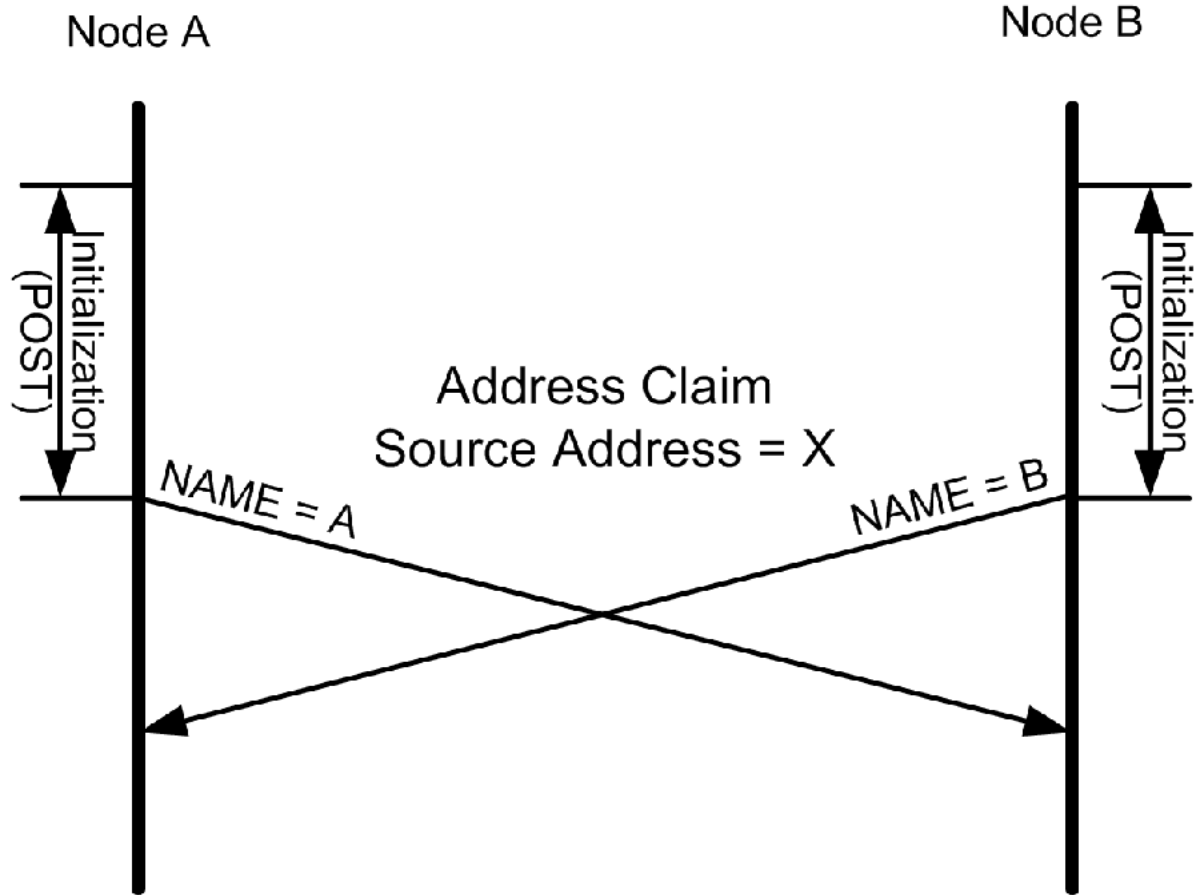 Node A
Node B
Initialization
(POST)
Initialization
(POST)
Address Claim
Source Address = X
NAME = A
NAME = B